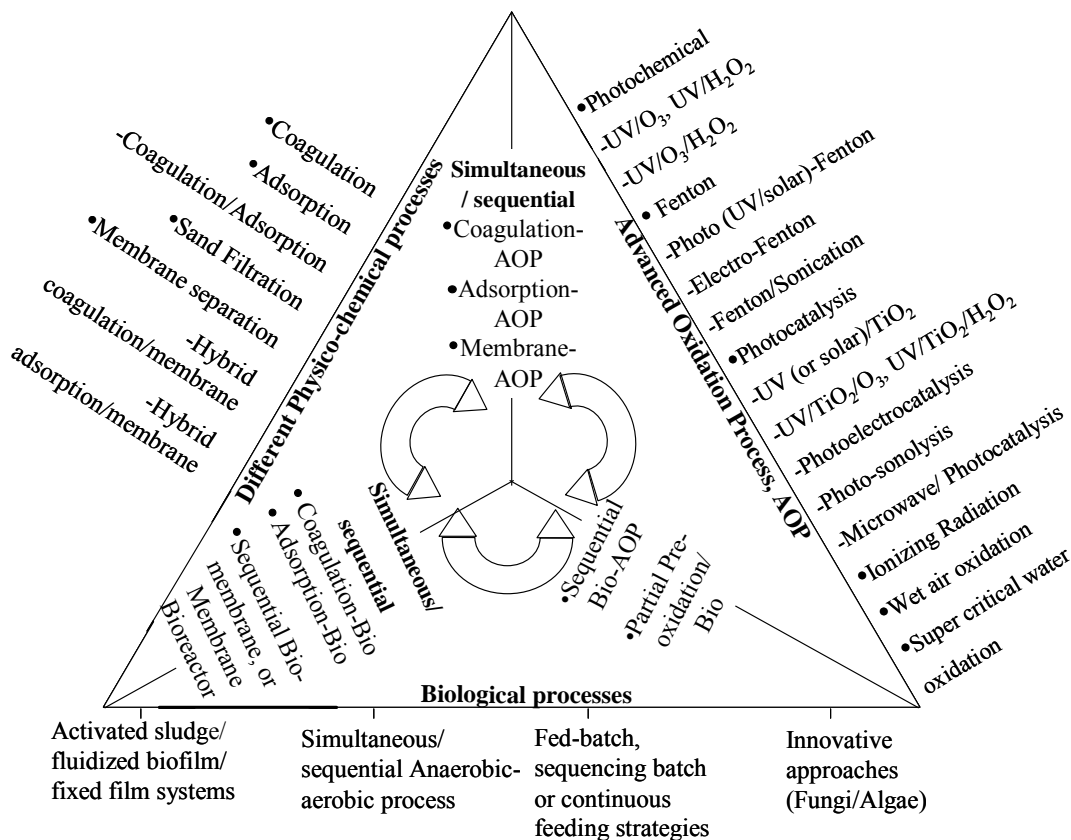 •Coagulation
•Adsorption
-Coagulation/Adsorption
•Sand Filtration
•Membrane separation
-Hybrid
coagulation/membrane
-Hybrid
adsorption/membrane
Different Physico-chemical processes
Simultaneous
/ sequential
•Coagulation-
AOP
•Adsorption-
AOP
•Membrane-
AOP
Advanced Oxidation Process, AOP
•Photochemical
-UV/O₃, UV/H₂O₂
-UV/O₃/H₂O₂
• Fenton
-Photo (UV/solar)-Fenton
-Electro-Fenton
-Fenton/Sonication
•Photocatalysis
-UV (or solar)/TiO₂
-UV/TiO₂/O₃, UV/TiO₂/H₂O₂
-Photoelectrocatalysis
-Photo-sonolysis
-Microwave/ Photocatalysis
•Ionizing Radiation
•Wet air oxidation
•Super critical water
oxidation
Simultaneous/
sequential
• Coagulation-Bio
• Adsorption-Bio
•Sequential Bio-
membrane, or
Membrane
Bioreactor
•Sequential
Bio-AOP
•Partial Pre-
oxidation/
Bio
Biological processes
Activated sludge/
fluidized biofilm/
fixed film systems
Simultaneous/
sequential Anaerobic-
aerobic process
Fed-batch,
sequencing batch
or continuous
feeding strategies
Innovative
approaches
(Fungi/Algae)